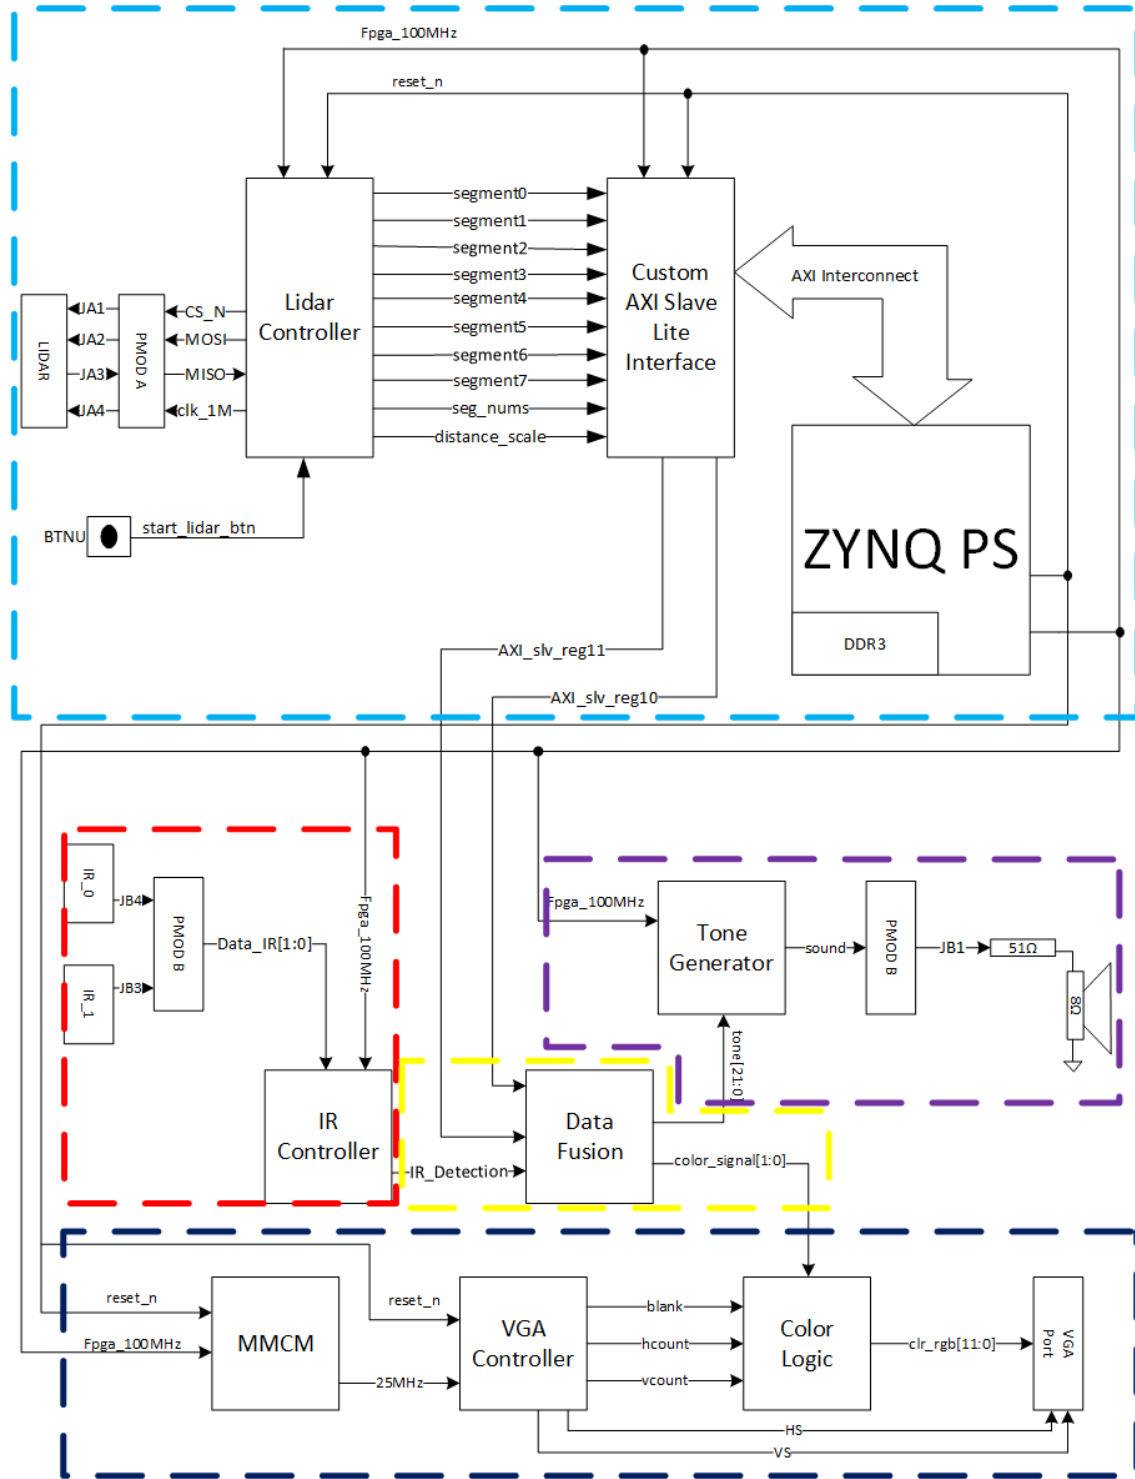 Fpga_100MHz
reset_n
segment0
segment1
segment2
segment3
segment4
segment5
segment6
segment7
seg_nums
distance_scale
Lidar
Controller
Custom
AXI Slave
Lite
Interface
AXI Interconnect
LIDAR
JA1
JA2
JA3
JA4
PMOD A
CS_N
MOSI
MISO
clk_1M
BTNU
start_lidar_btn
ZYNQ PS
DDR3
AXI_slv_reg11
AXI_slv_reg10
IR_0
JB4
IR_1
JB3
PMOD B
Data_IR[1:0]
Fpga_100MHz
IR
Controller
IR_Detection
Fpga_100MHz
Tone
Generator
sound
PMOD B
JB1
51Ω
8Ω
tone[21:0]
Data
Fusion
color_signal[1:0]
reset_n
Fpga_100MHz
MMCM
25MHz
reset_n
VGA
Controller
blank
hcount
vcount
Color
Logic
clr_rgb[11:0]
VGA
Port
HS
VS